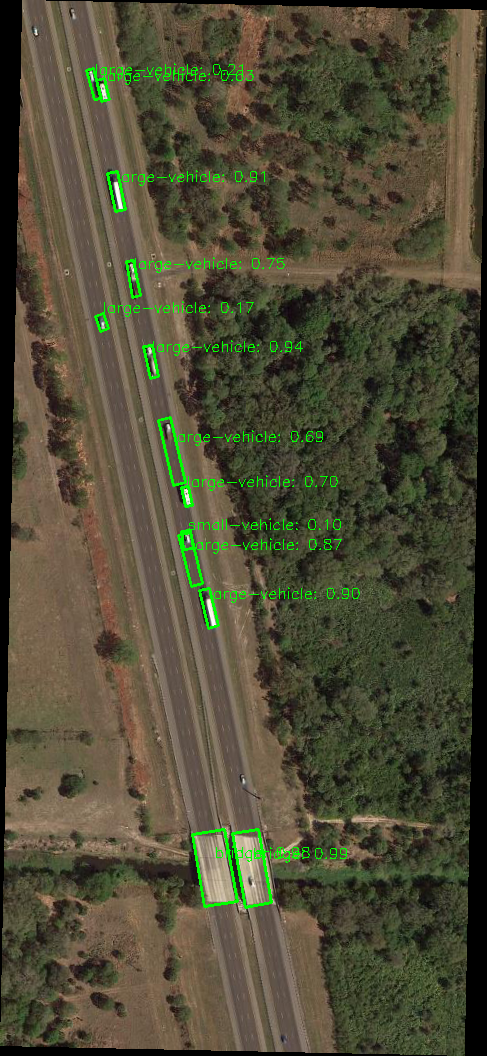 large-vehicle: 0.21
large-vehicle: 0.63
large-vehicle: 0.91
large-vehicle: 0.75
large-vehicle: 0.17
large-vehicle: 0.94
large-vehicle: 0.69
large-vehicle: 0.70
small-vehicle: 0.10
large-vehicle: 0.87
large-vehicle: 0.90
0.99